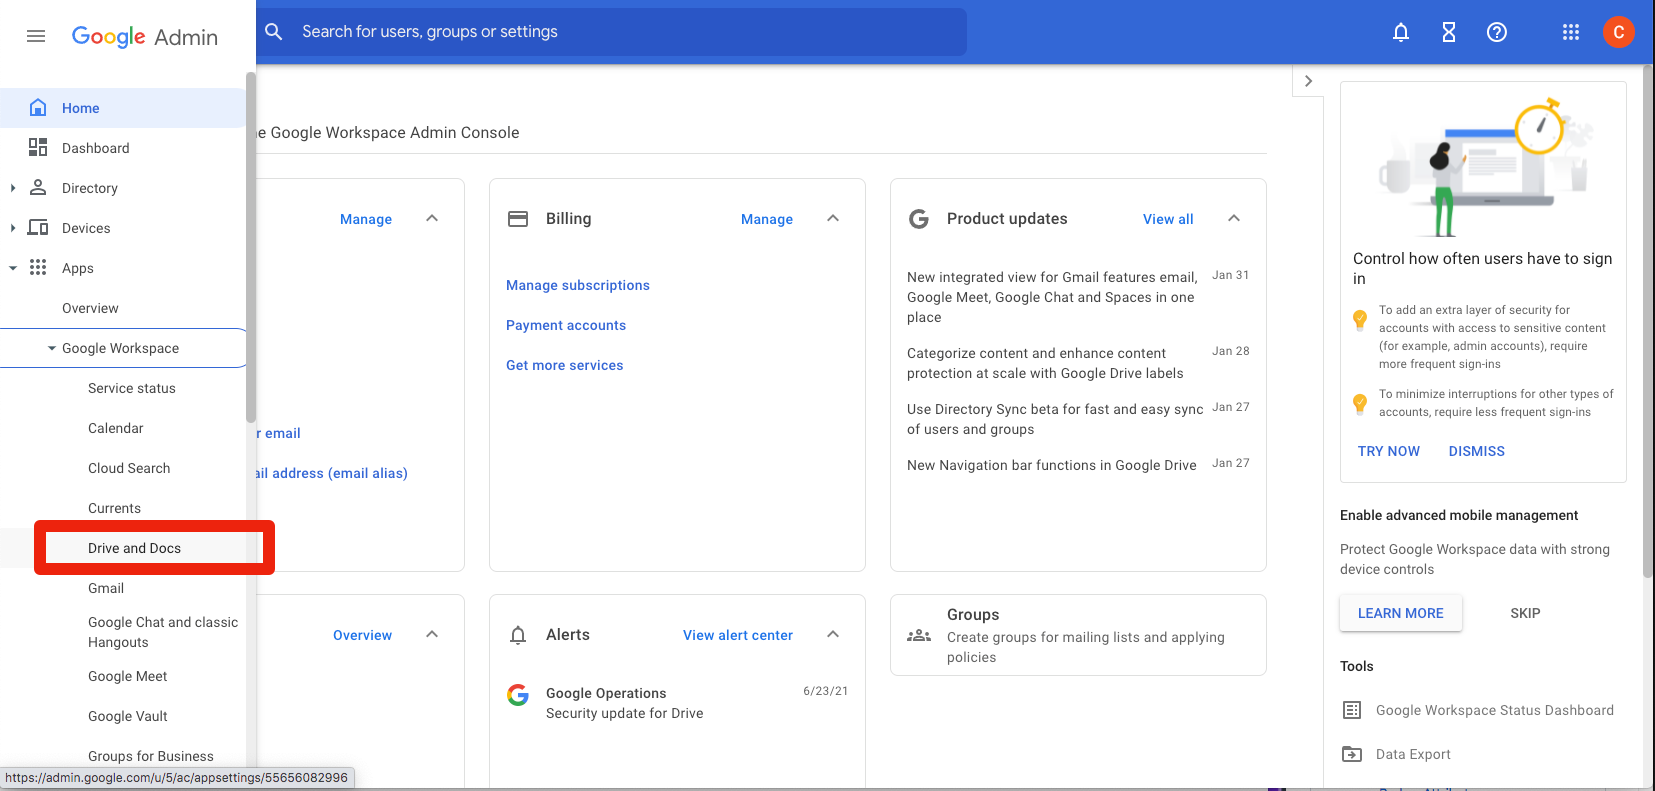 Google Admin
Search for users, groups or settings
C
Home
Dashboard
Directory
Devices
Apps
Overview
Google Workspace
Service status
Calendar
Cloud Search
Currents
Drive and Docs
Gmail
Google Chat and classic
Hangouts
Google Meet
Google Vault
Groups for Business
https://admin.google.com/u/5/ac/appsettings/55656082996
Google Workspace Admin Console
Manage
email
address (email alias)
Billing
Manage
Manage subscriptions
Payment accounts
Get more services
Product updates
View all
New integrated view for Gmail features email, Jan 31
Google Meet, Google Chat and Spaces in one
place
Categorize content and enhance content Jan 28
protection at scale with Google Drive labels
Use Directory Sync beta for fast and easy sync Jan 27
of users and groups
New Navigation bar functions in Google Drive Jan 27
Overview
Alerts
View alert center
Google Operations 6/23/21
Security update for Drive
Groups
Create groups for mailing lists and applying
policies
Control how often users have to sign
in
To add an extra layer of security for
accounts with access to sensitive content
(for example, admin accounts), require
more frequent sign-ins
To minimize interruptions for other types of
accounts, require less frequent sign-ins
TRY NOW DISMISS
Enable advanced mobile management
Protect Google Workspace data with strong
device controls
LEARN MORE SKIP
Tools
Google Workspace Status Dashboard
Data Export